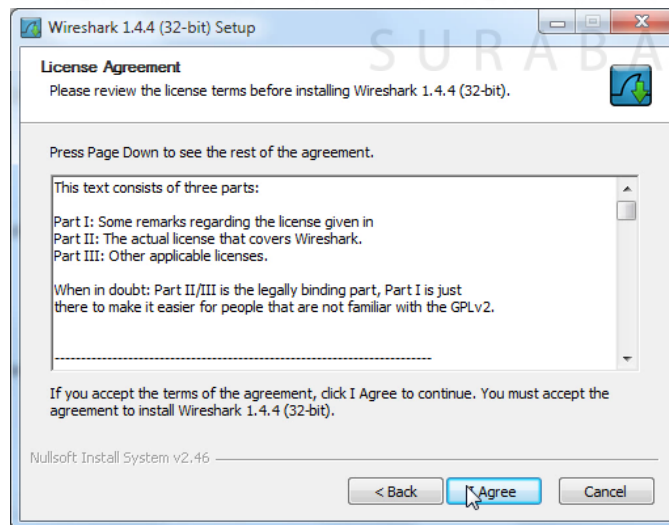 Wireshark 1.4.4 (32-bit) Setup
SURABA
License Agreement
Please review the license terms before installing Wireshark 1.4.4 (32-bit).
Press Page Down to see the rest of the agreement.
This text consists of three parts:
Part I: Some remarks regarding the license given in
Part II: The actual license that covers Wireshark.
Part III: Other applicable licenses.
When in doubt: Part II/III is the legally binding part, Part I is just
there to make it easier for people that are not familiar with the GPLv2.
------------------------------------------------------------------------
If you accept the terms of the agreement, click I Agree to continue. You must accept the
agreement to install Wireshark 1.4.4 (32-bit).
Nullsoft Install System v2.46
< Back
I Agree
Cancel